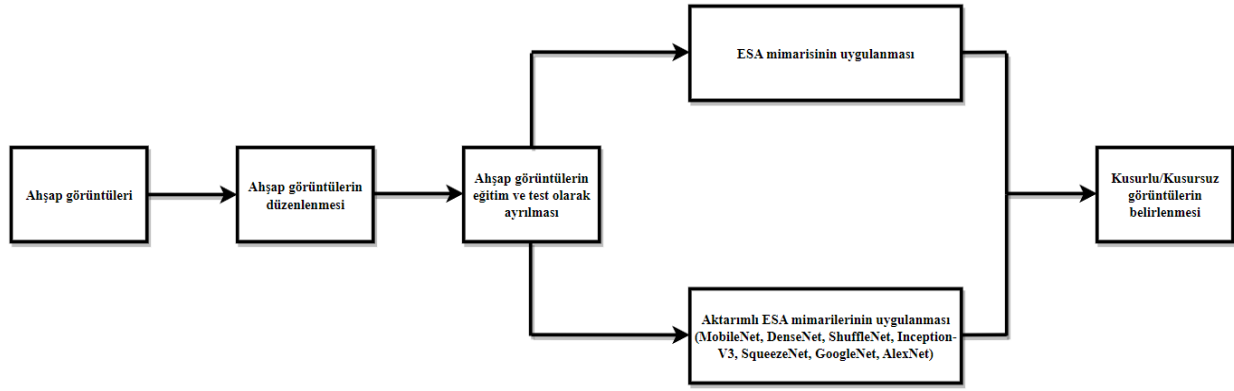 Ahşap görüntüleri
Ahşap görüntülerin
düzenlenmesi
Ahşap görüntülerin
eğitim ve test olarak
ayrılması
ESA mimarisinin uygulanması
Aktarımlı ESA mimarilerinin uygulanması
(MobileNet, DenseNet, ShuffleNet, Inception-
V3, SqueezeNet, GoogleNet, AlexNet)
Kusurlu/Kusursuz
görüntülerin
belirlenmesi